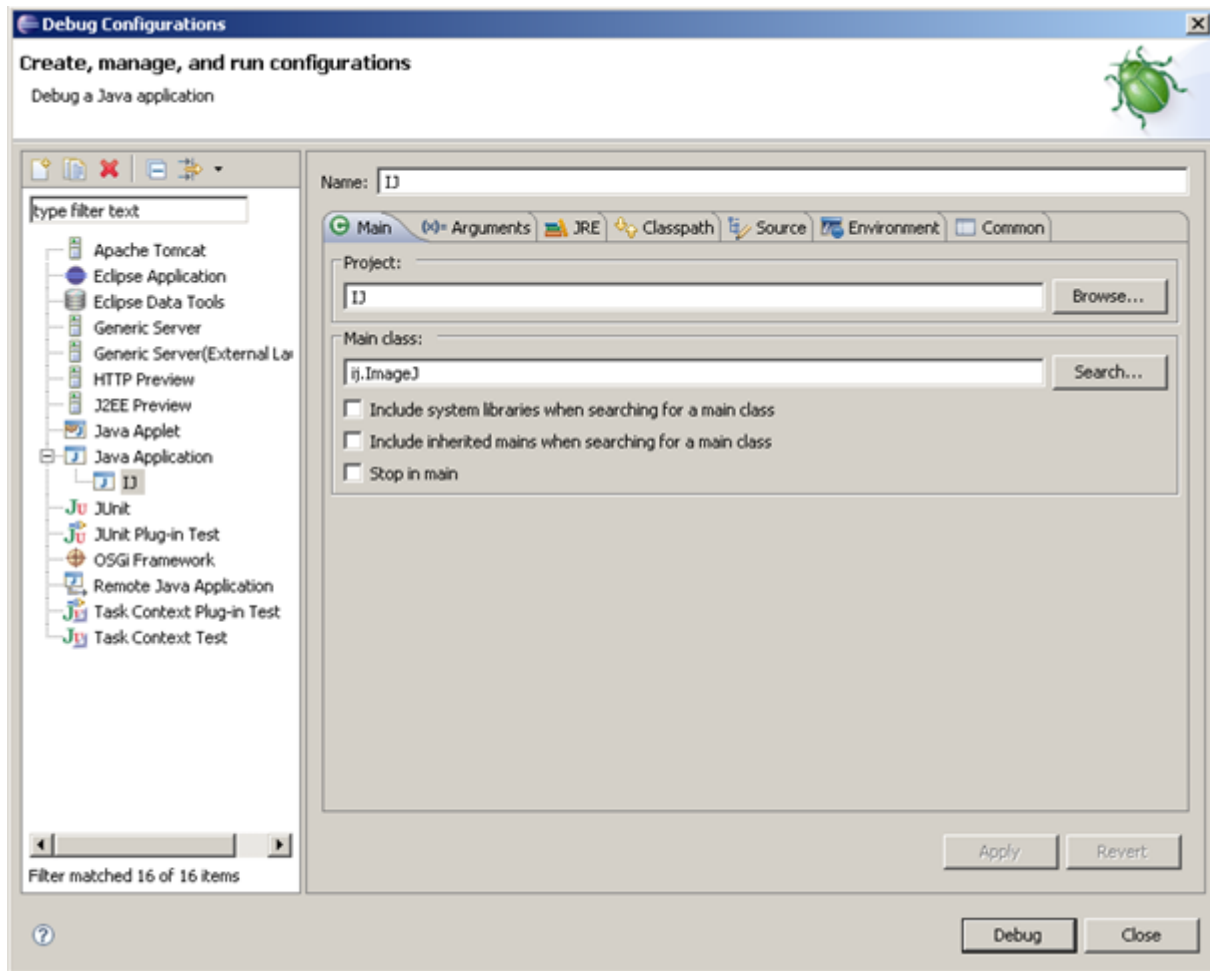 Debug Configurations
Create, manage, and run configurations
Debug a Java application
type filter text
Apache Tomcat
Eclipse Application
Eclipse Data Tools
Generic Server
Generic Server(External Lau
HTTP Preview
J2EE Preview
Java Applet
Java Application
IJ
JUnit
JUnit Plug-in Test
OSGi Framework
Remote Java Application
Task Context Plug-in Test
Task Context Test
Filter matched 16 of 16 items
Name: IJ
Main (x)= Arguments JRE Classpath Source Environment Common
Project:
IJ Browse...
Main class:
ij.ImageJ Search...
Include system libraries when searching for a main class
Include inherited mains when searching for a main class
Stop in main
Apply Revert
Debug Close